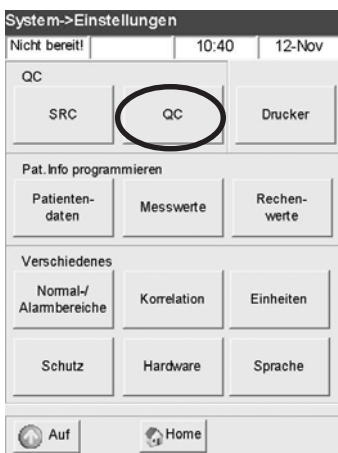 System->Einstellungen
Nicht bereit! 10:40 12-Nov
QC
SRC QC Drucker
Pat.Info programmieren
Patienten-
daten
Messwerte
Rechen-
werte
Verschiedenes
Normal-/
Alarmbereiche
Korrelation
Einheiten
Schutz Hardware Sprache
Auf Home